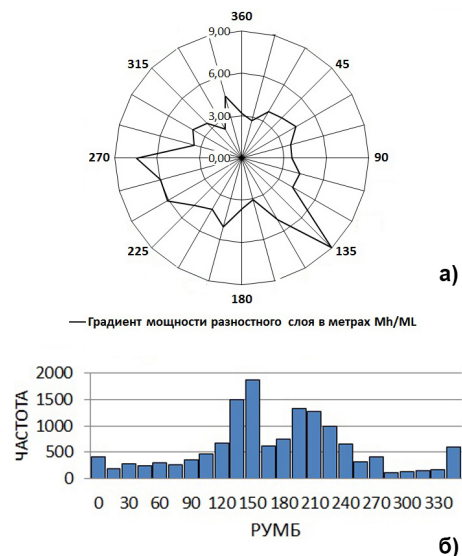 360
9,00
315
45
6,00
3,00
270
0,00
90
225
135
180
а)
Градиент мощности разностного слоя в метрах Mh/ML
2000
1500
1000
500
0
ЧАСТОТА
0 30 60 90 120 150 180 210 240 270 300 330
РУМБ
б)